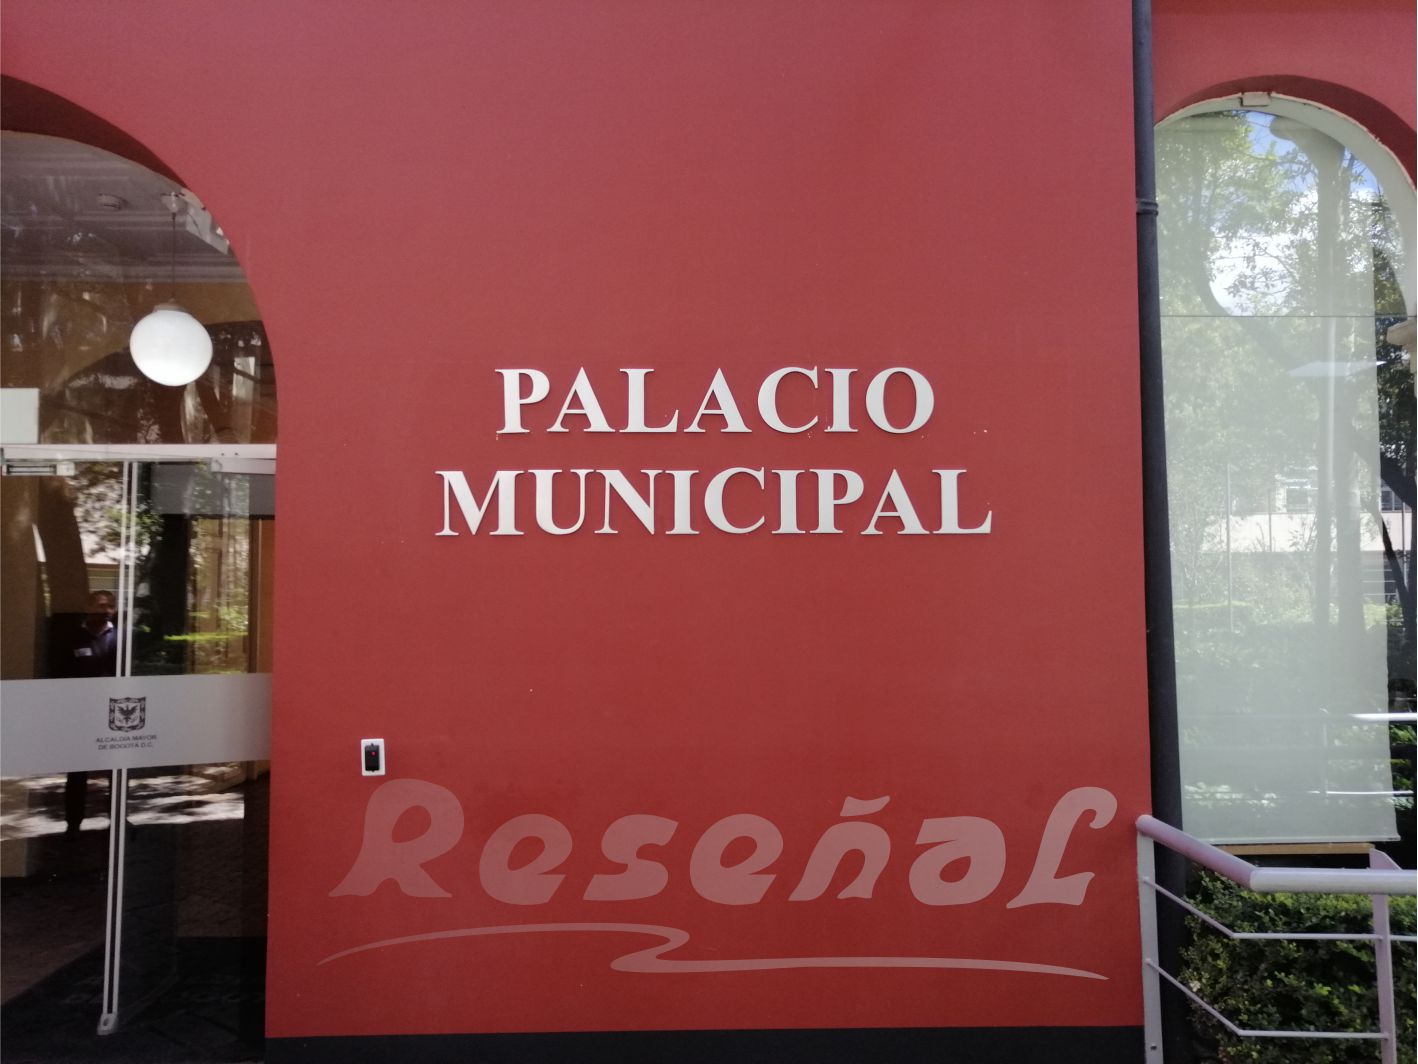 PALACIO
MUNICIPAL
ALCALDÍA MAYOR
DE BOGOTÁ D.C.
Reseñal